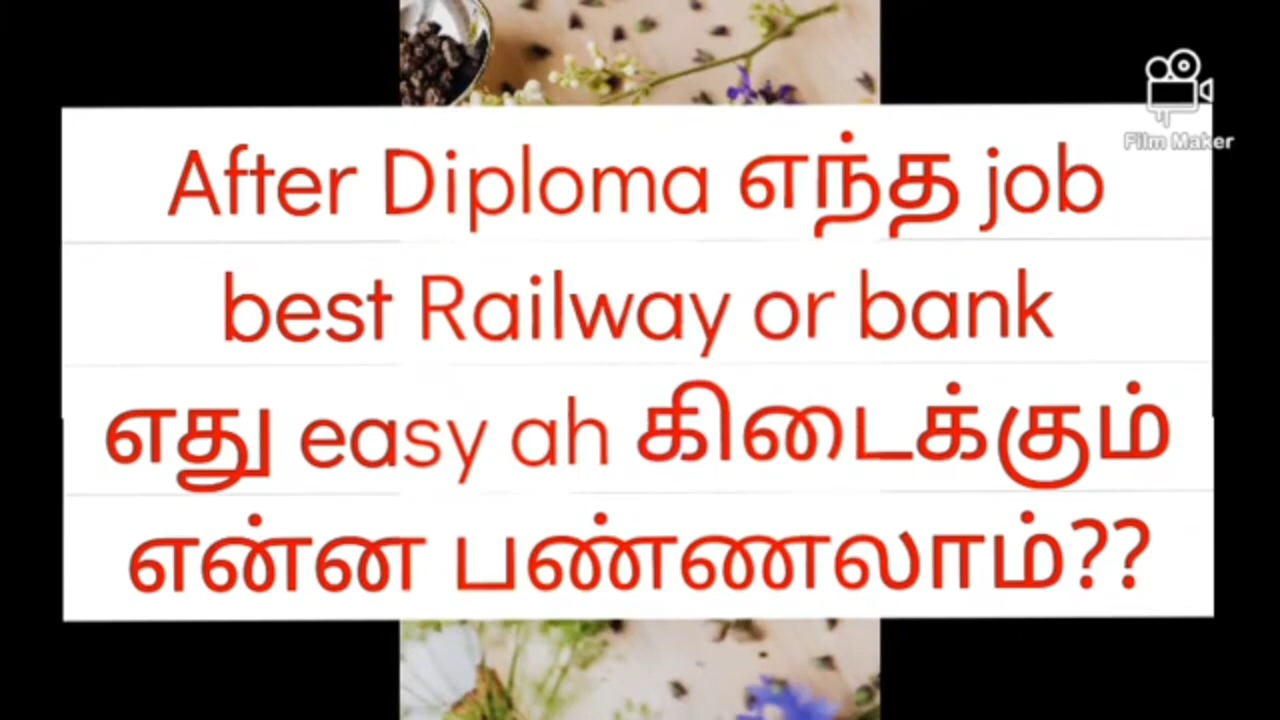 Film Maker
After Diploma எந்த job
best Railway or bank
எது easy ah கிடைக்கும்
என்ன பண்ணலாம்??